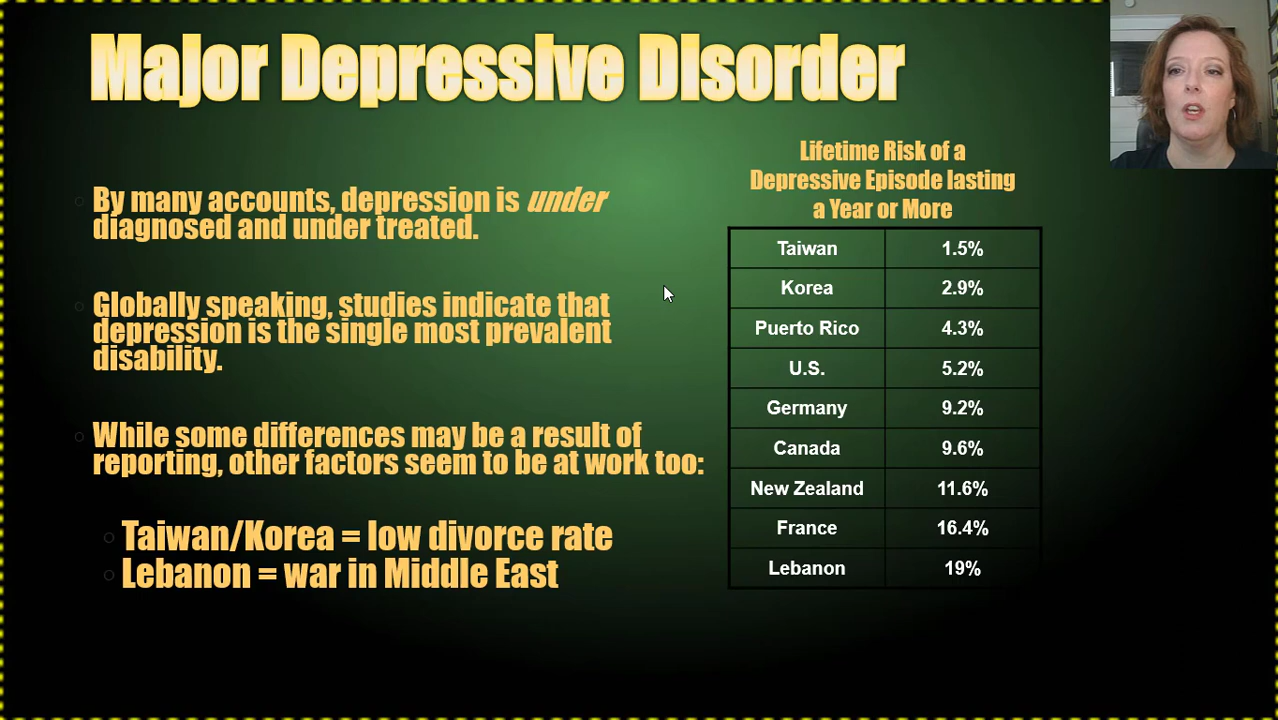 Major Depressive Disorder
By many accounts, depression is under
diagnosed and under treated.
Globally speaking, studies indicate that
depression is the single most prevalent
disability.
While some differences may be a result of
reporting, other factors seem to be at work too:
Taiwan/Korea = low divorce rate
Lebanon = war in Middle East
Lifetime Risk of a
Depressive Episode lasting
a Year or More
Taiwan 1.5%
Korea 2.9%
Puerto Rico 4.3%
U.S. 5.2%
Germany 9.2%
Canada 9.6%
New Zealand 11.6%
France 16.4%
Lebanon 19%